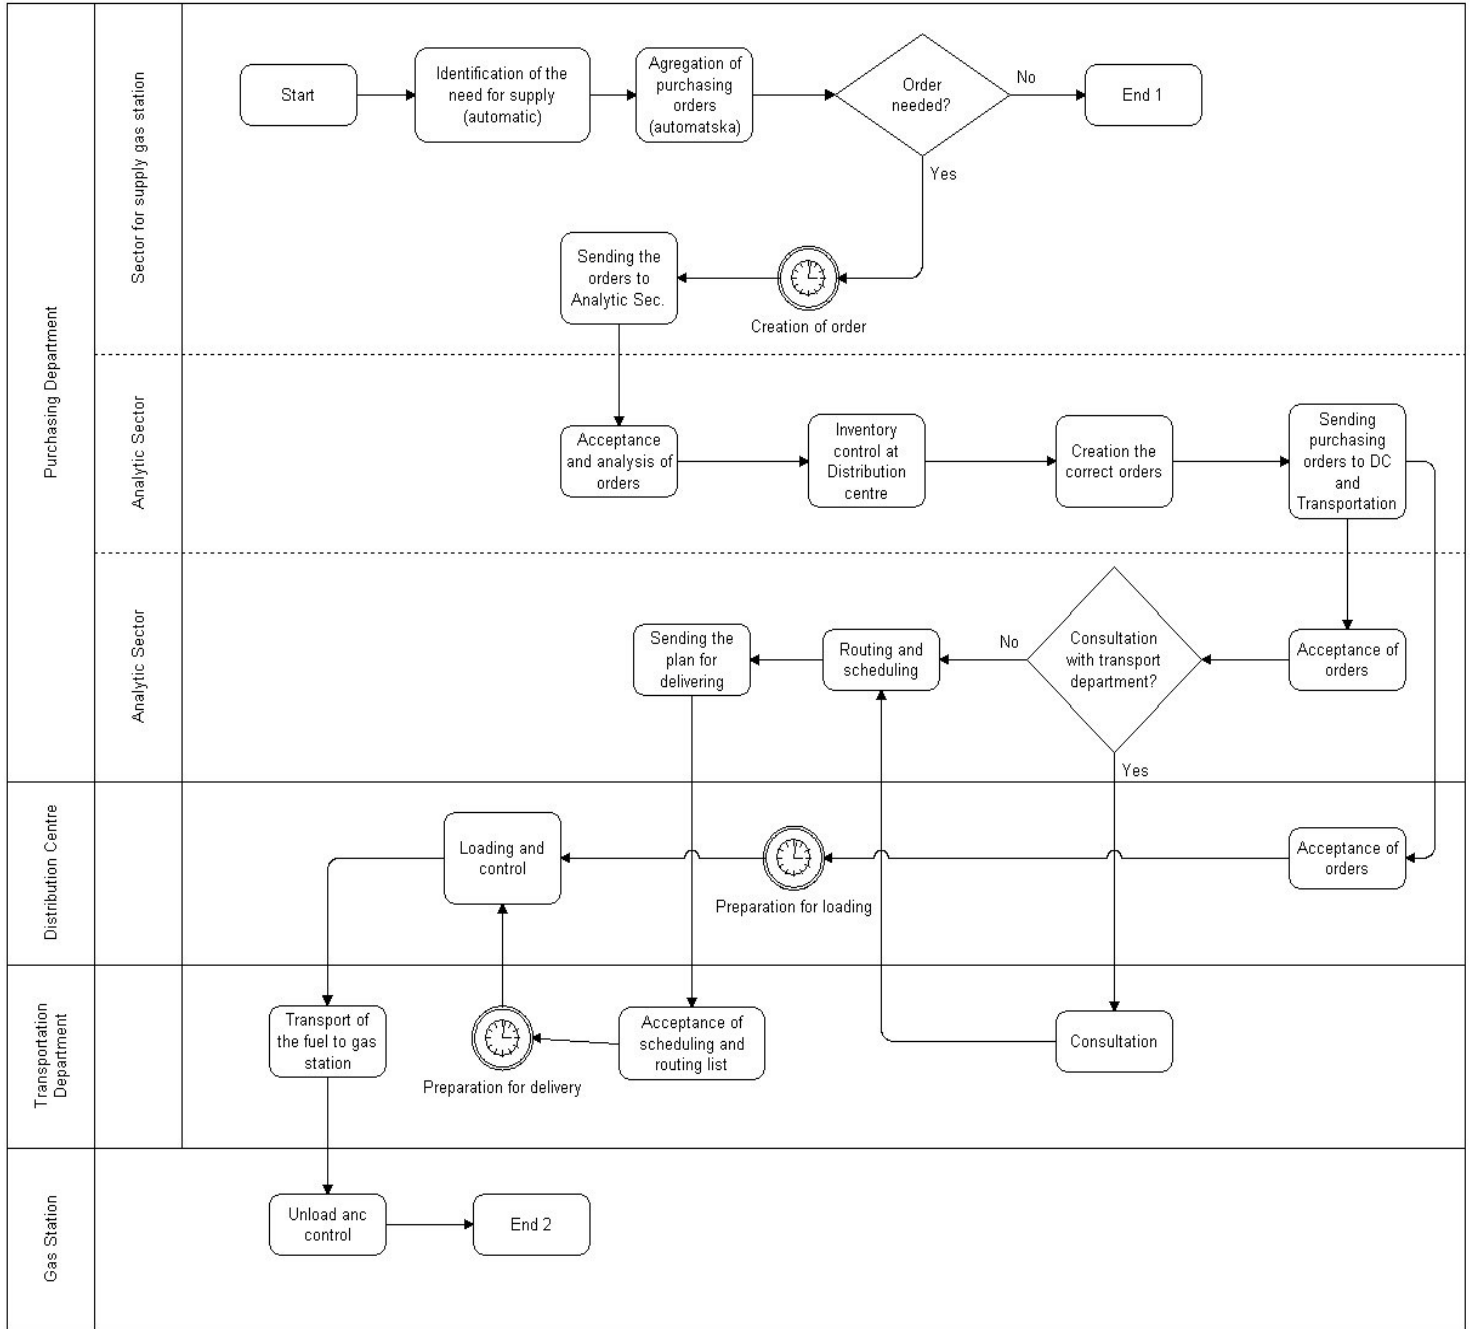 Purchasing Department
Sector for supply gas station
Start
Identification of the
need for supply
(automatic)
Agregation of
purchasing
orders
(automatska)
Order
needed?
No
End 1
Yes
Sending the
orders to
Analytic Sec.
Creation of order
Analytic Sector
Acceptance
and analysis of
orders
Inventory
control at
Distribution
centre
Creation the
correct orders
Sending
purchasing
orders to DC
and
Transportation
Analytic Sector
Sending the
plan for
delivering
Routing and
scheduling
No
Consultation
with transport
department?
Acceptance of
orders
Yes
Distribution Centre
Loading and
control
Preparation for loading
Acceptance of
orders
Transportation
Department
Transport of
the fuel to gas
station
Preparation for delivery
Acceptance of
scheduling and
routing list
Consultation
Gas Station
Unload anc
control
End 2